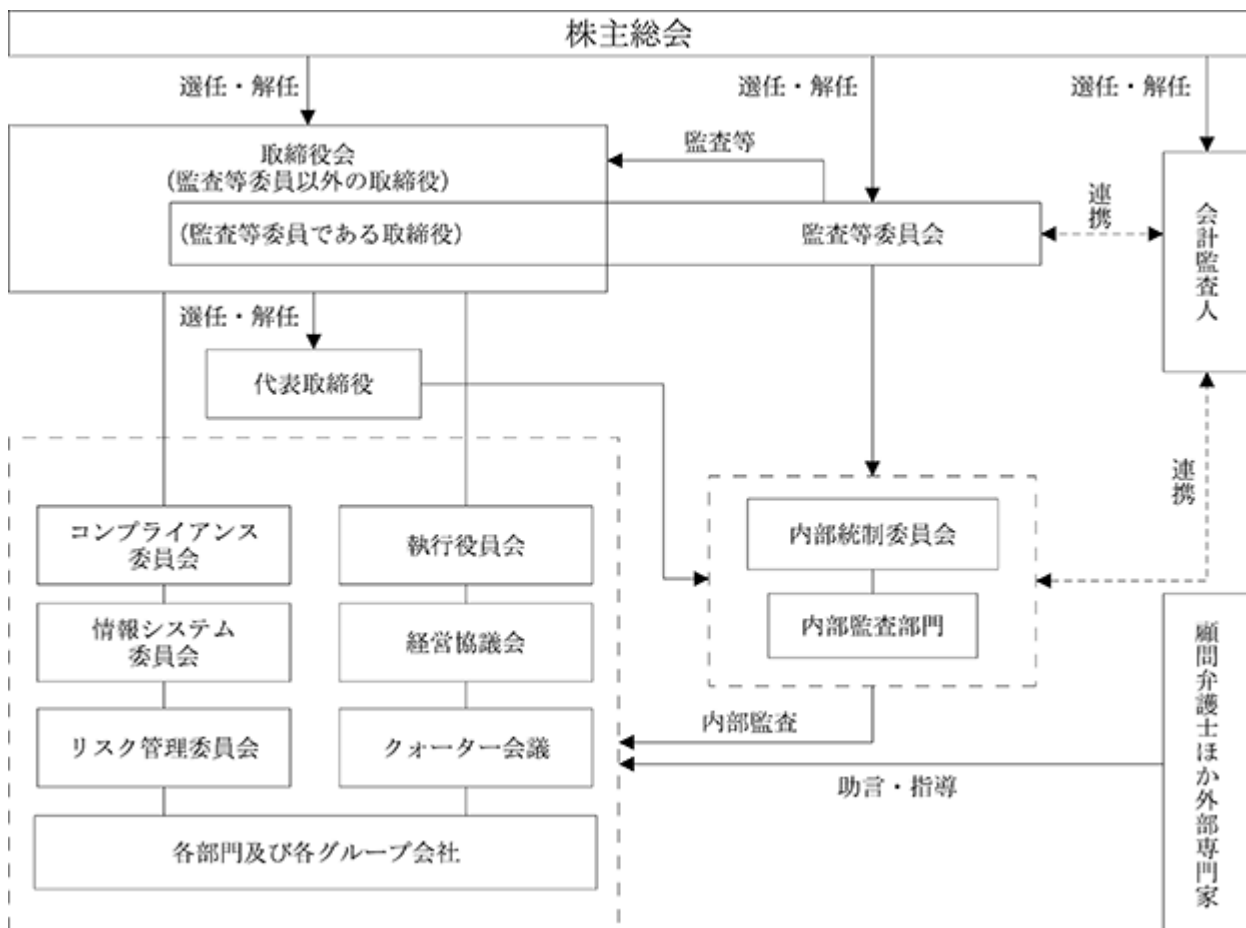 株主総会
選任・解任
選任・解任
選任・解任
取締役会
(監査等委員以外の取締役)
監査等
(監査等委員である取締役)
監査等委員会
連携
会計監査人
選任・解任
代表取締役
連携
コンプライアンス
委員会
執行役員会
内部統制委員会
情報システム
委員会
経営協議会
内部監査部門
リスク管理委員会
クォーター会議
内部監査
助言・指導
顧問弁護士ほか外部専門家
各部門及び各グループ会社